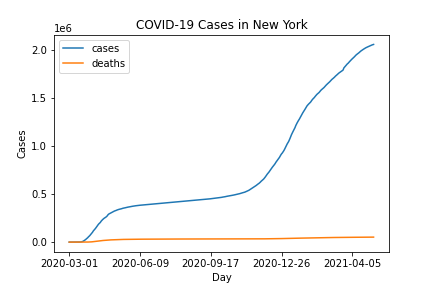 COVID-19 Cases in New York
1e6
cases
deaths
2.0
1.5
1.0
0.5
0.0
Cases
2020-03-01 2020-06-09 2020-09-17 2020-12-26 2021-04-05
Day